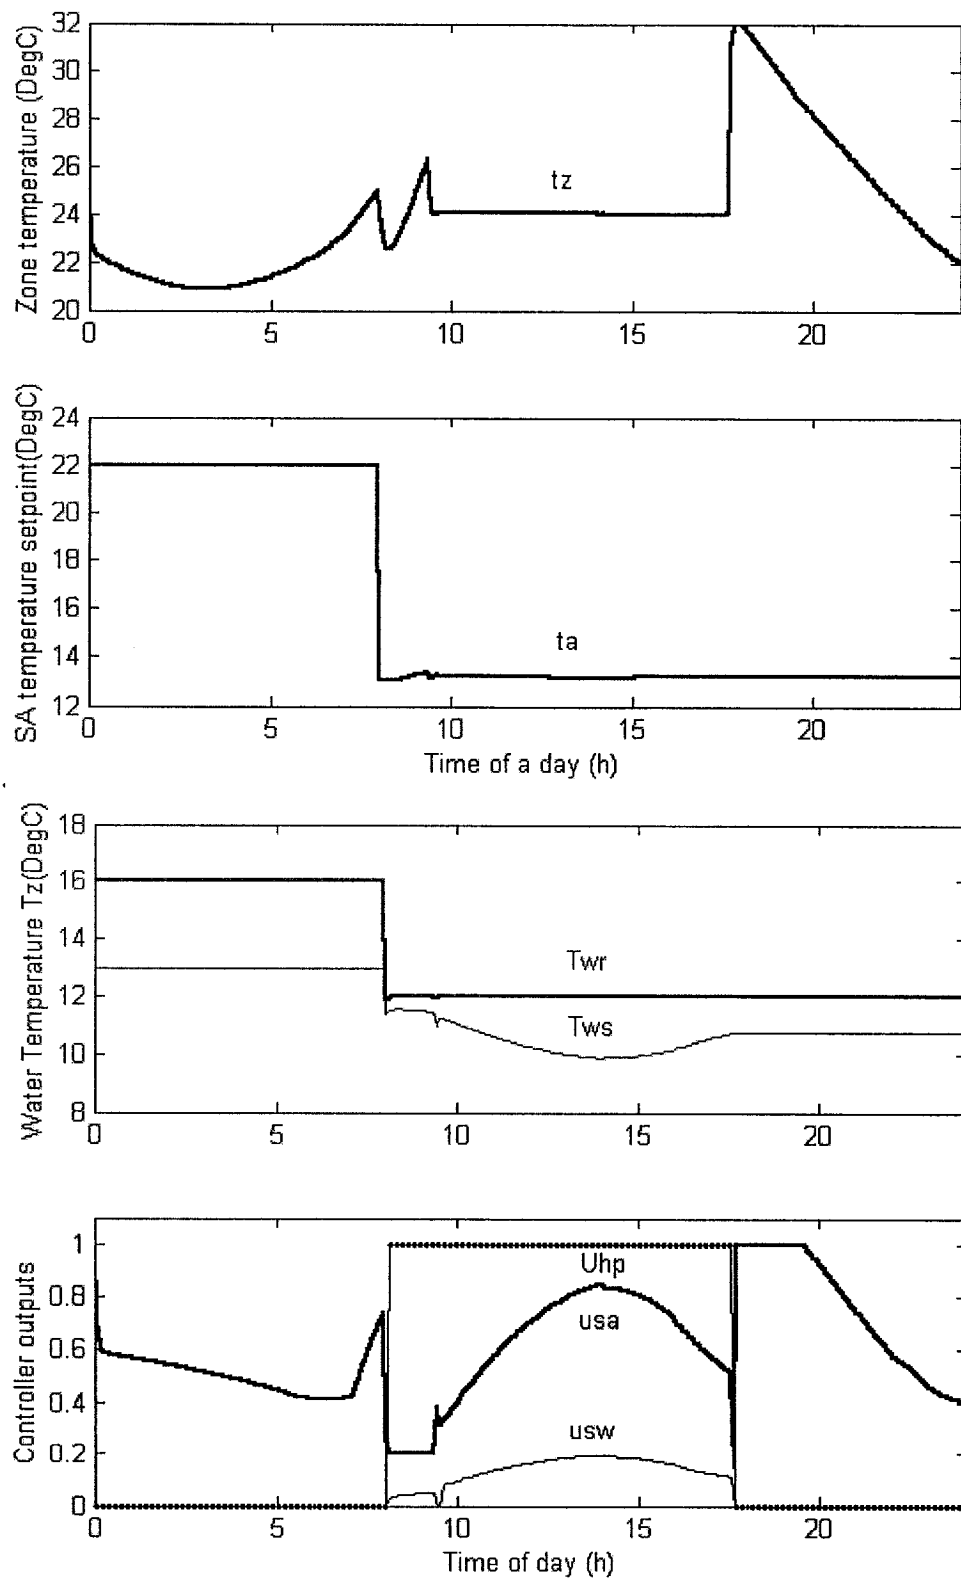 Zone temperature (DegC)
32
30
28
26
24
22
20
tz
0 5 10 15 20
SA temperature setpoint(DegC)
24
22
20
18
16
14
12
ta
0 5 10 15 20
Time of a day (h)
Water Temperature Tz(DegC)
18
16
14
12
10
8
Twr
Tws
0 5 10 15 20
Controller outputs
1
0.8
0.6
0.4
0.2
0
Uhp
usa
usw
0 5 10 15 20
Time of day (h)